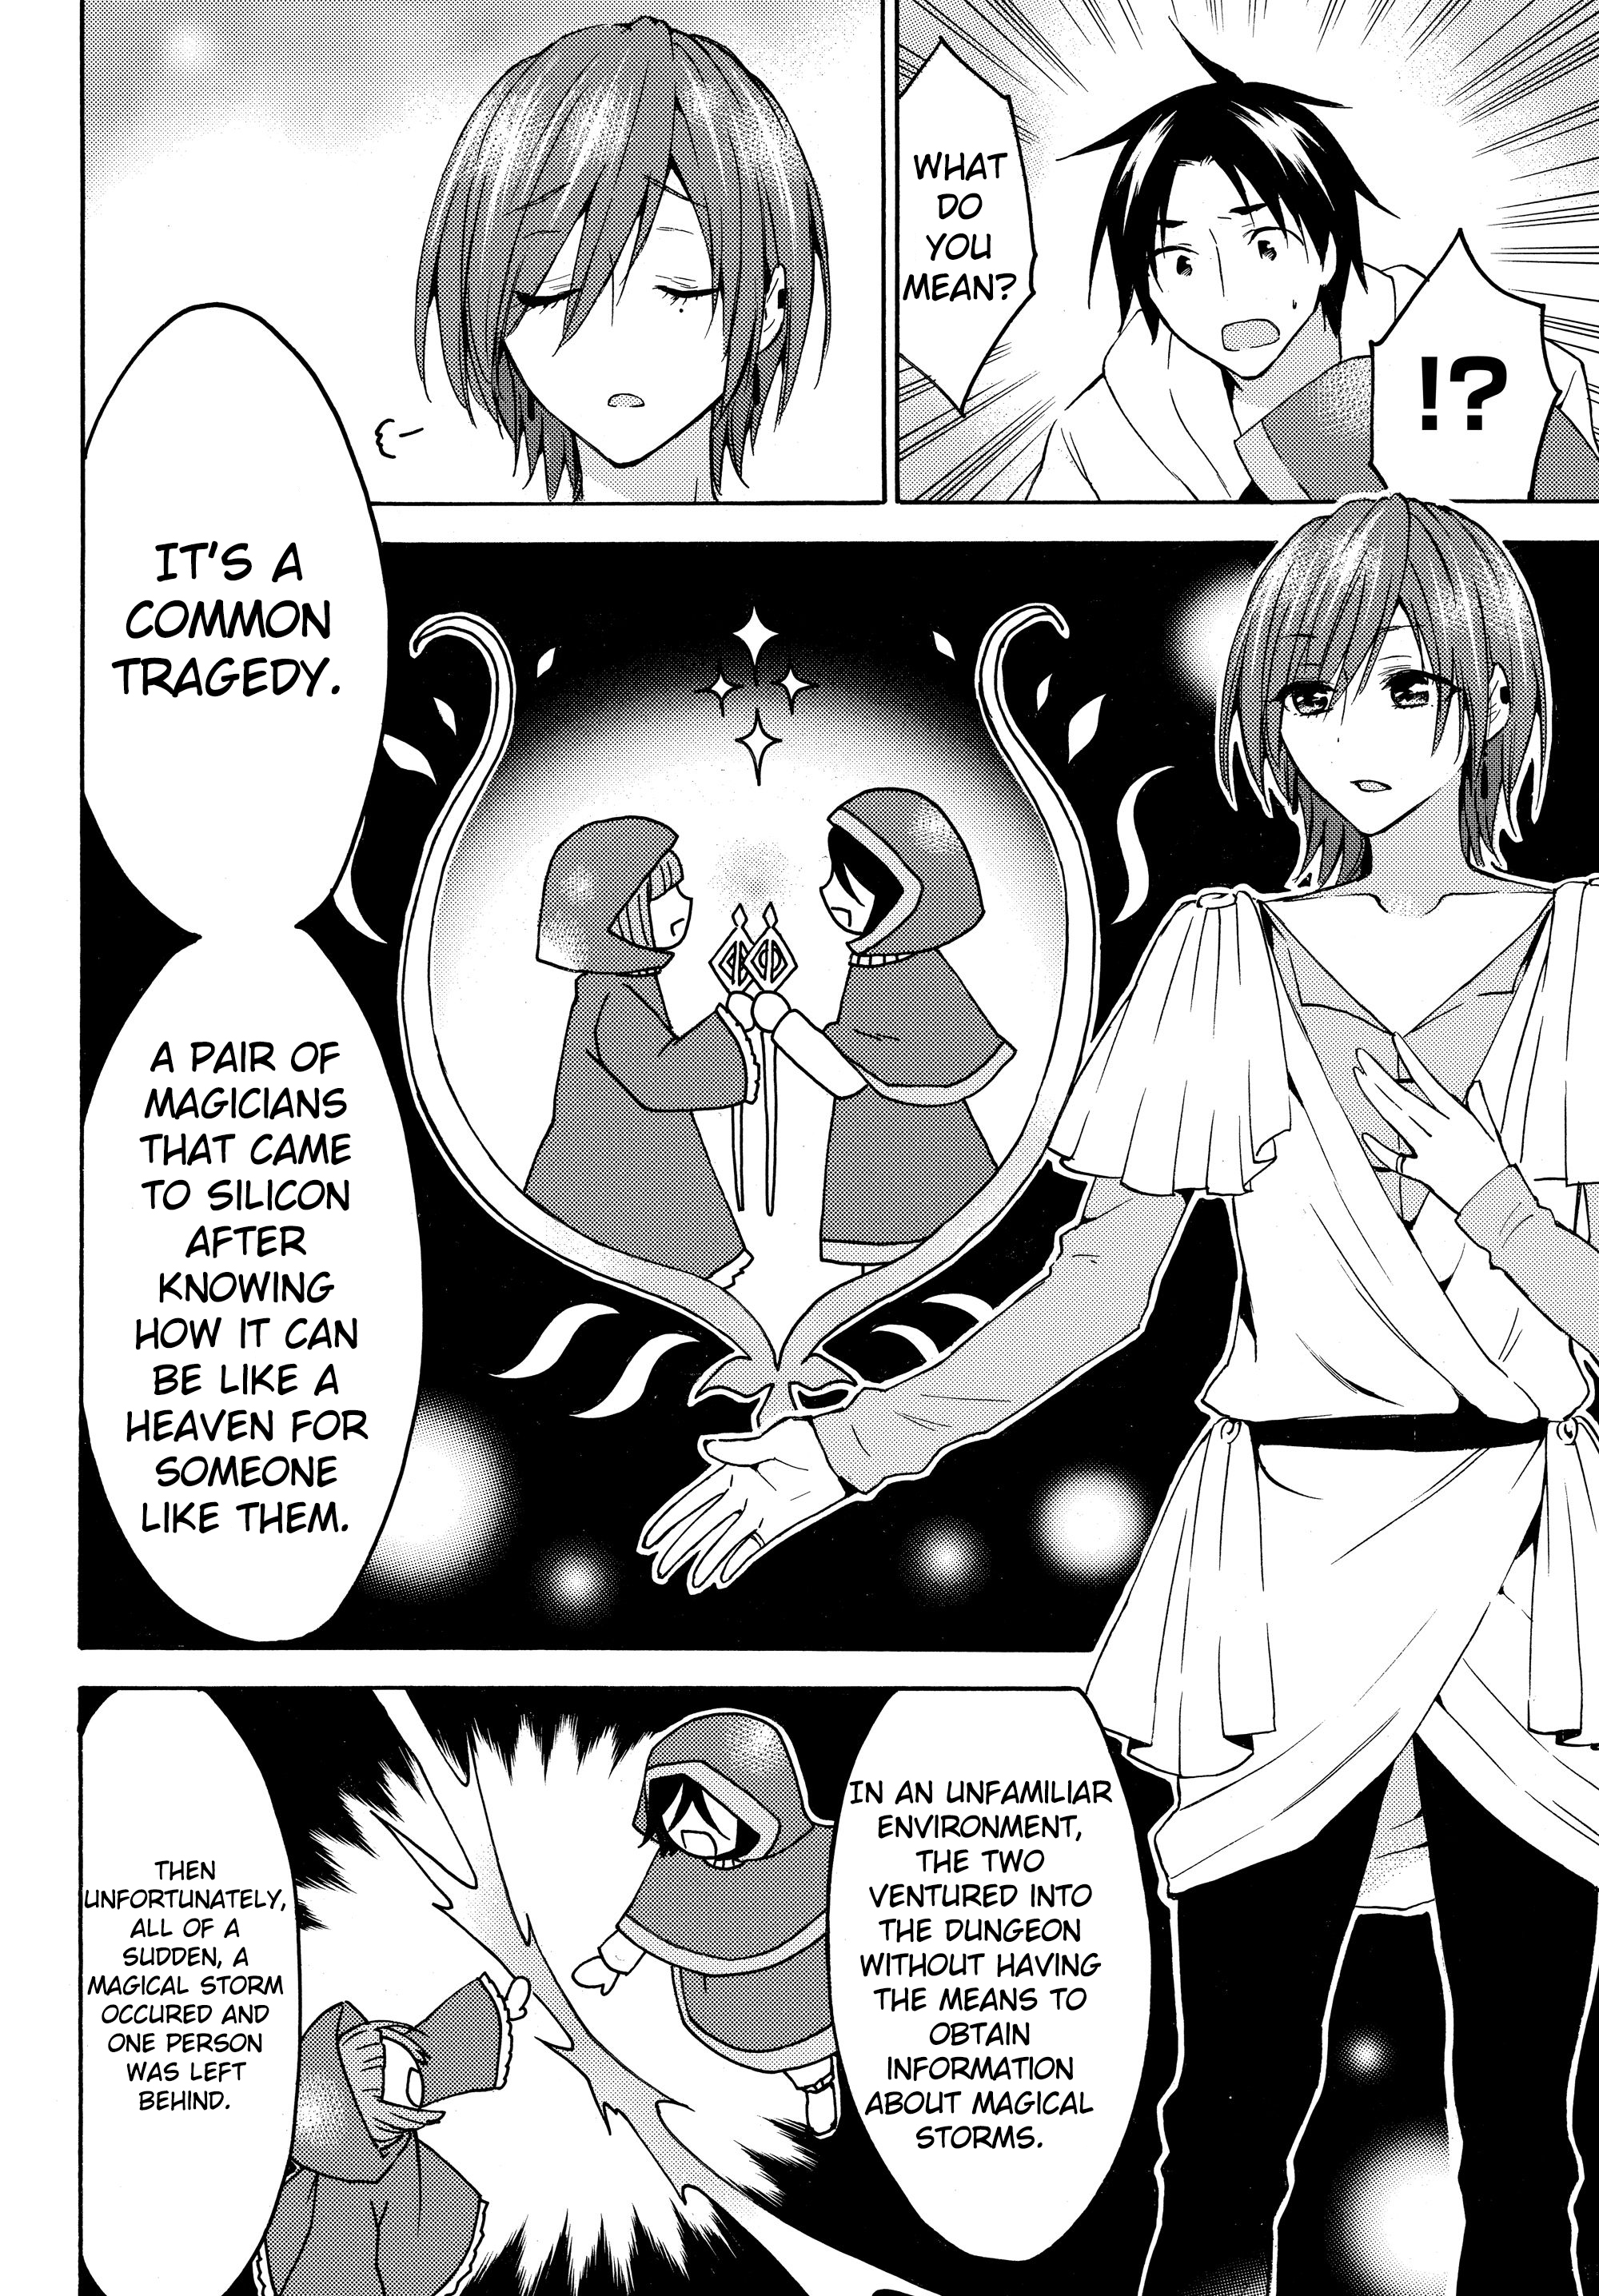 !?
WHAT
DO
YOU
MEAN?
IT'S A
COMMON
TRAGEDY.
A PAIR OF
MAGICIANS
THAT CAME
TO SILICON
AFTER
KNOWING
HOW IT CAN
BE LIKE A
HEAVEN FOR
SOMEONE
LIKE THEM.
IN AN UNFAMILIAR
ENVIRONMENT,
THE TWO
VENTURED INTO
THE DUNGEON
WITHOUT HAVING
THE MEANS TO
OBTAIN
INFORMATION
ABOUT MAGICAL
STORMS.
THEN
UNFORTUNATELY,
ALL OF A
SUDDEN, A
MAGICAL STORM
OCCURED AND
ONE PERSON
WAS LEFT
BEHIND.